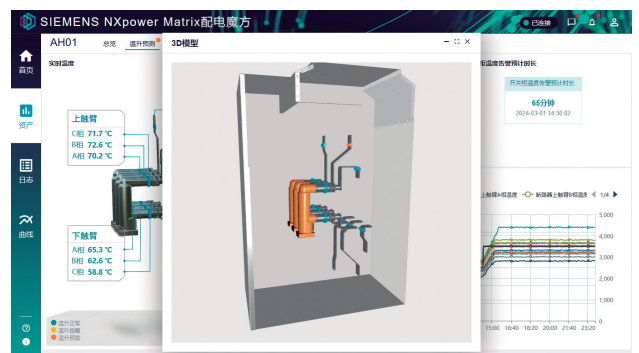 SIEMENS NXpower Matrix配电魔方
已连接
AH01
总览
温升预测
3D模型
首页
资产
日志
曲线
实时温度
上触臂
C相 71.7 ℃
B相 72.6 ℃
A相 70.2 ℃
下触臂
A相 65.3 ℃
B相 62.6 ℃
C相 58.8 ℃
温升正常
温升提醒
温升预警
柜温度告警预计时长
开关柜温度告警预计时长
65分钟
2024-03-01 14:30:02
上触臂A相温度
断路器上触臂B相温度
1/4
5,000
4,000
3,000
2,000
1,000
0
15:00 16:40 18:20 20:00 21:40 23:20